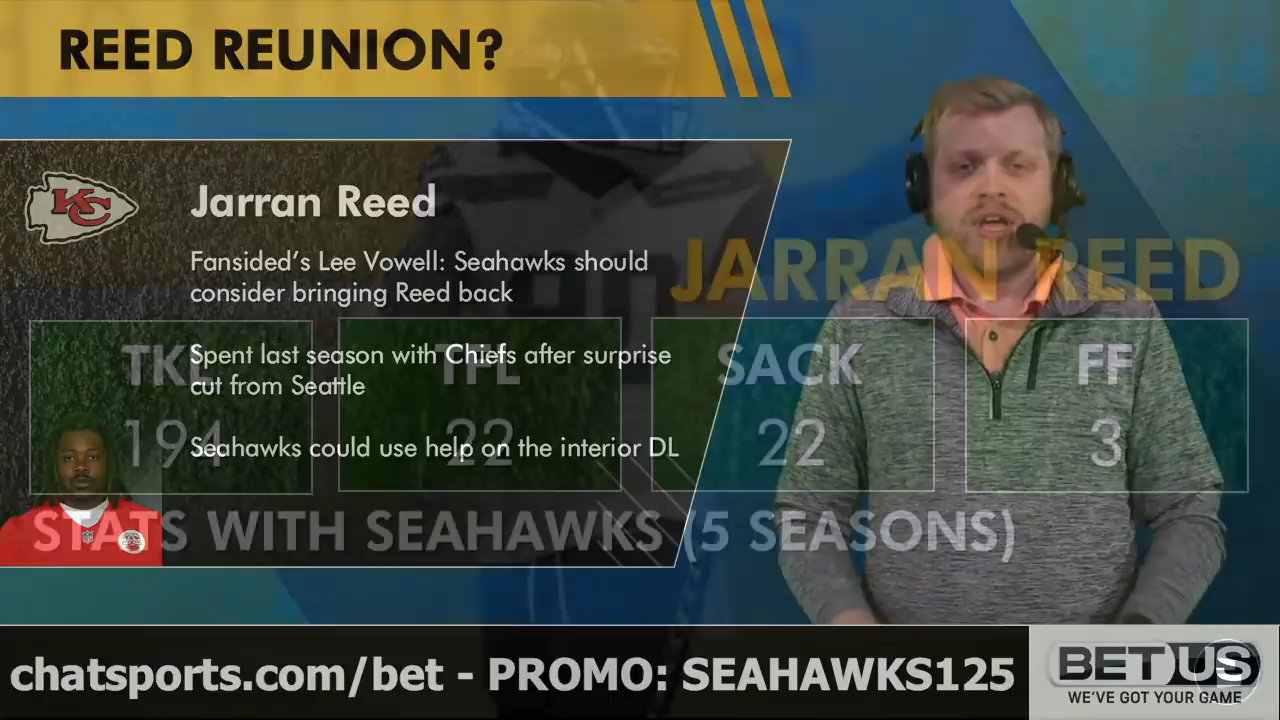 REED REUNION?
KC
Jarran Reed
Fansided's Lee Vowell: Seahawks should
consider bringing Reed back
Spent last season with Chiefs after surprise
cut from Seattle
Seahawks could use help on the interior DL
JARRAN REED
TKL TFL SACK FF
194 22 22 3
STATS WITH SEAHAWKS (5 SEASONS)
chatsports.com/bet - PROMO: SEAHAWKS125
BETUS
WE'VE GOT YOUR GAME